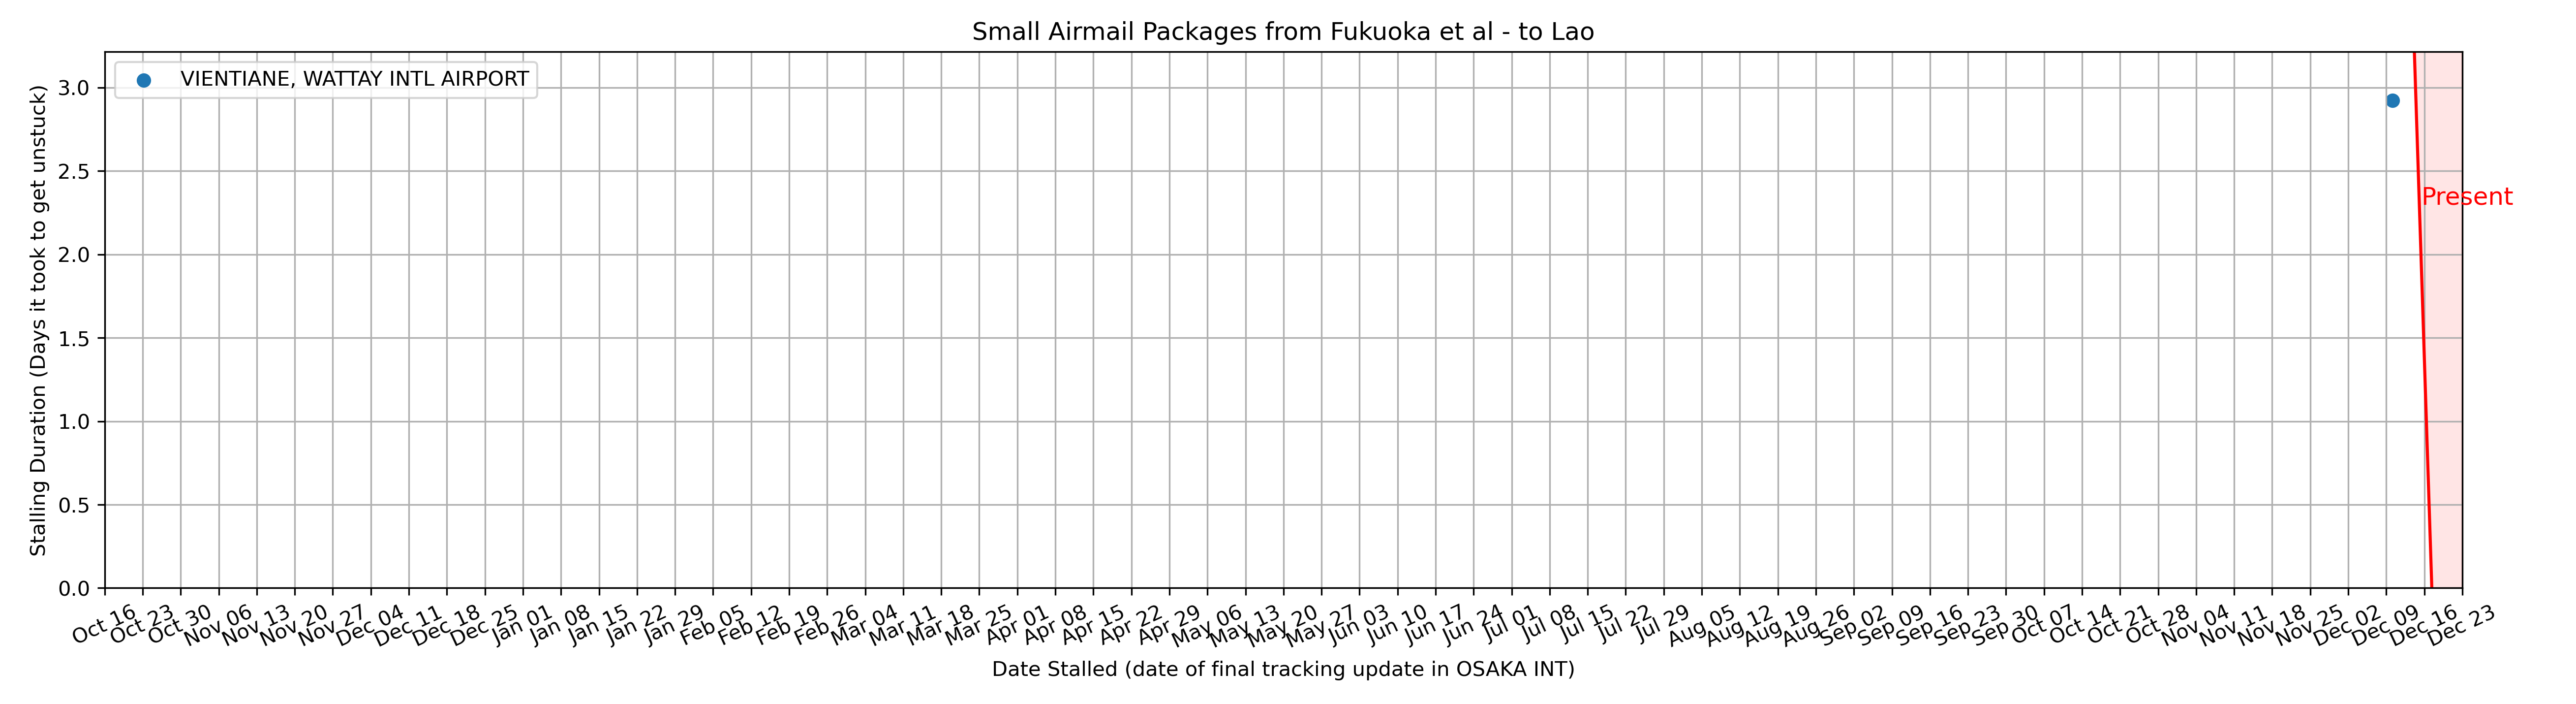 Small Airmail Packages from Fukuoka et al - to Lao
VIENTIANE, WATTAY INTL AIRPORT
Stalling Duration (Days it took to get unstuck)
3.0
2.5
2.0
1.5
1.0
0.5
0.0
Present
Oct 16 Oct 23 Oct 30 Nov 06 Nov 13 Nov 20 Nov 27 Dec 04 Dec 11 Dec 18 Dec 25 Jan 01 Jan 08 Jan 15 Jan 22 Jan 29 Feb 05 Feb 12 Feb 19 Feb 26 Mar 04 Mar 11 Mar 18 Mar 25 Apr 01 Apr 08 Apr 15 Apr 22 Apr 29 May 06 May 13 May 20 May 27 Jun 03 Jun 10 Jun 17 Jun 24 Jul 01 Jul 08 Jul 15 Jul 22 Jul 29 Aug 05 Aug 12 Aug 19 Aug 26 Sep 02 Sep 09 Sep 16 Sep 23 Sep 30 Oct 07 Oct 14 Oct 21 Oct 28 Nov 04 Nov 11 Nov 18 Nov 25 Dec 02 Dec 09 Dec 16 Dec 23
Date Stalled (date of final tracking update in OSAKA INT)